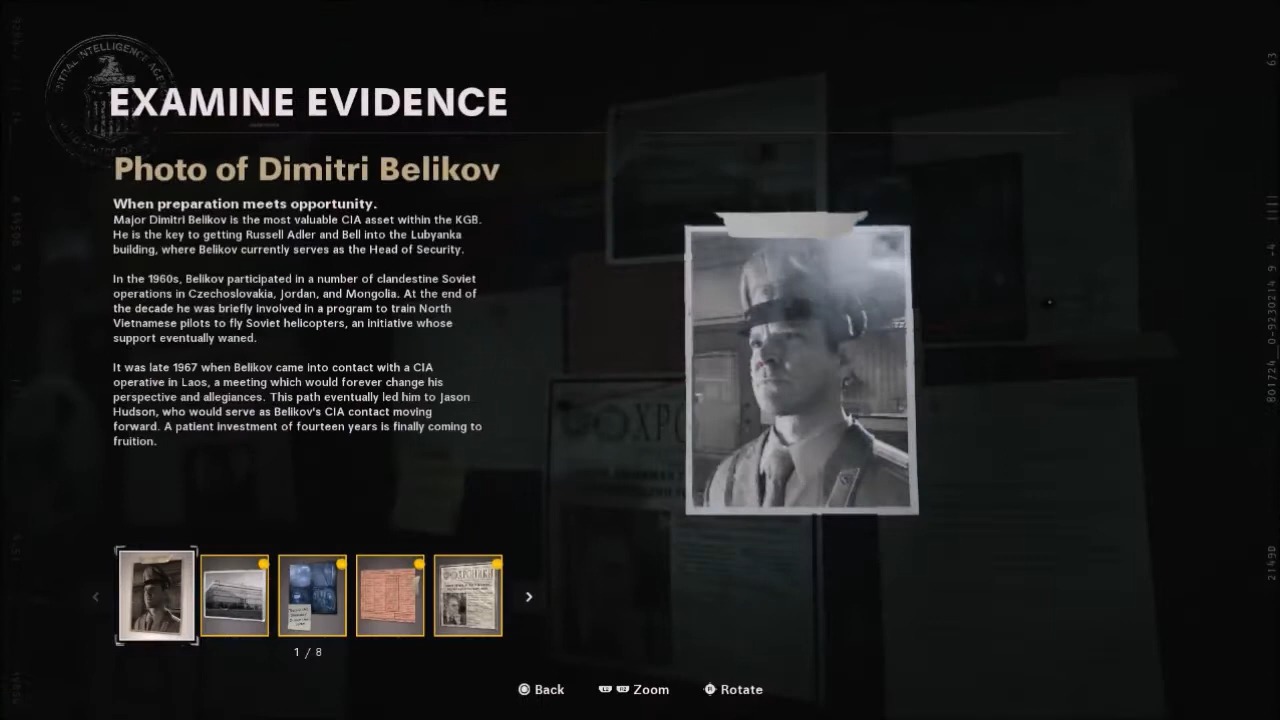 EXAMINE EVIDENCE
Photo of Dimitri Belikov
When preparation meets opportunity.
Major Dimitri Belikov is the most valuable CIA asset within the KGB.
He is the key to getting Russell Adler and Bell into the Lubyanka
building, where Belikov currently serves as the Head of Security.
In the 1960s, Belikov participated in a number of clandestine Soviet
operations in Czechoslovakia, Jordan, and Mongolia. At the end of
the decade he was briefly involved in a program to train North
Vietnamese pilots to fly Soviet helicopters, an initiative whose
support eventually waned.
It was late 1967 when Belikov came into contact with a CIA
operative in Laos, a meeting which would forever change his
perspective and allegiances. This path eventually led him to Jason
Hudson, who would serve as Belikov's CIA contact moving
forward. A patient investment of fourteen years is finally coming to
fruition.
1 / 8
Back
Zoom
Rotate
63
801724_0-9230214 9 -4
2149D